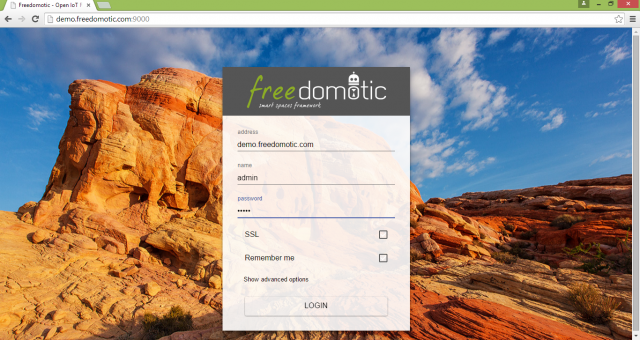 Freedomotic - Open IoT !
demo.freedomotic.com:9000
freedomotic
smart spaces framework
address
demo.freedomotic.com
name
admin
password
•••••
SSL
Remember me
Show advanced options
LOGIN